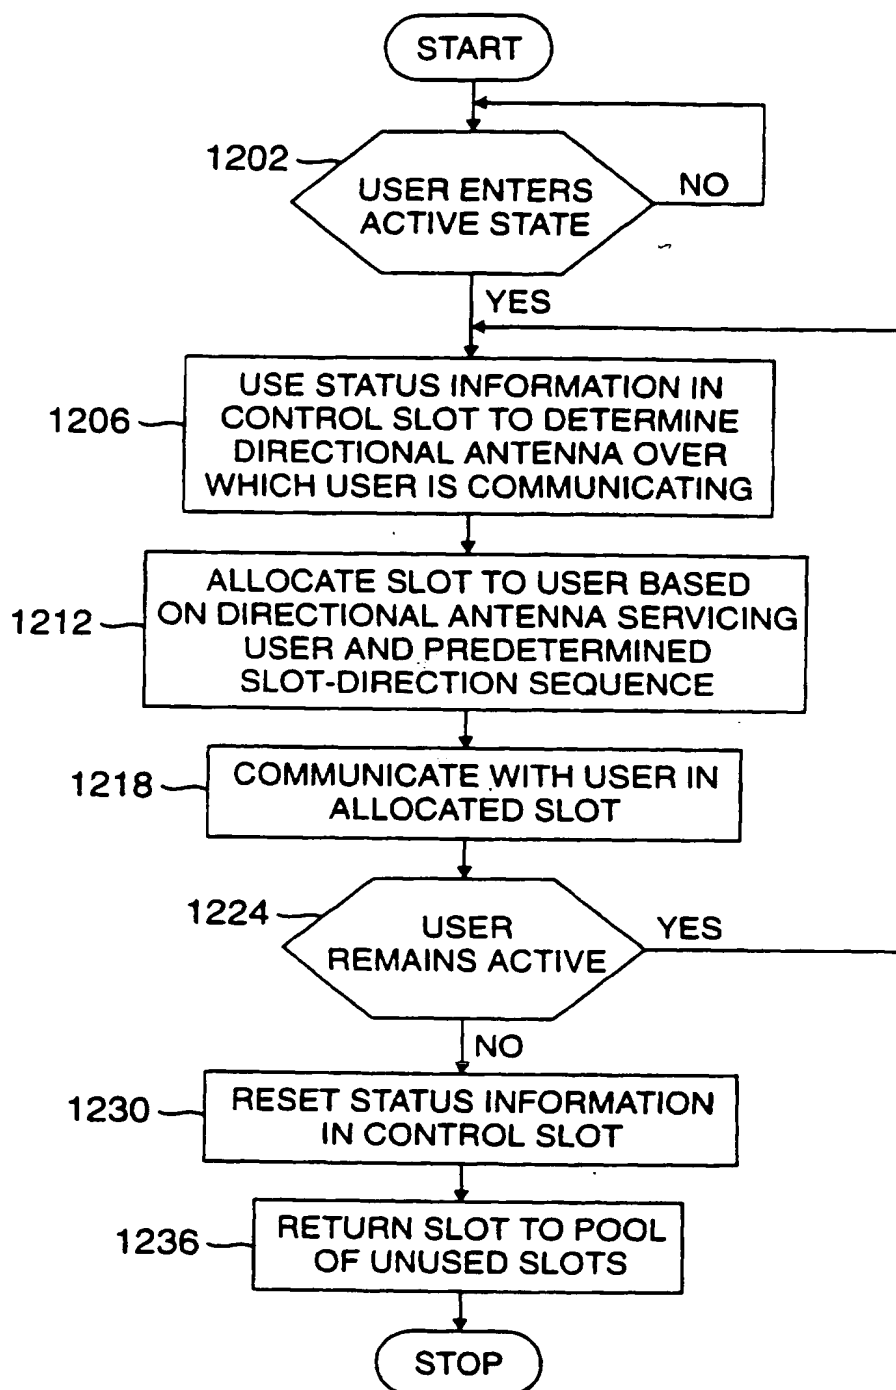 START
1202
USER ENTERS
ACTIVE STATE
NO
YES
1206
USE STATUS INFORMATION IN
CONTROL SLOT TO DETERMINE
DIRECTIONAL ANTENNA OVER
WHICH USER IS COMMUNICATING
1212
ALLOCATE SLOT TO USER BASED
ON DIRECTIONAL ANTENNA SERVICING
USER AND PREDETERMINED
SLOT-DIRECTION SEQUENCE
1218
COMMUNICATE WITH USER IN
ALLOCATED SLOT
1224
USER
REMAINS ACTIVE
YES
NO
1230
RESET STATUS INFORMATION
IN CONTROL SLOT
1236
RETURN SLOT TO POOL
OF UNUSED SLOTS
STOP